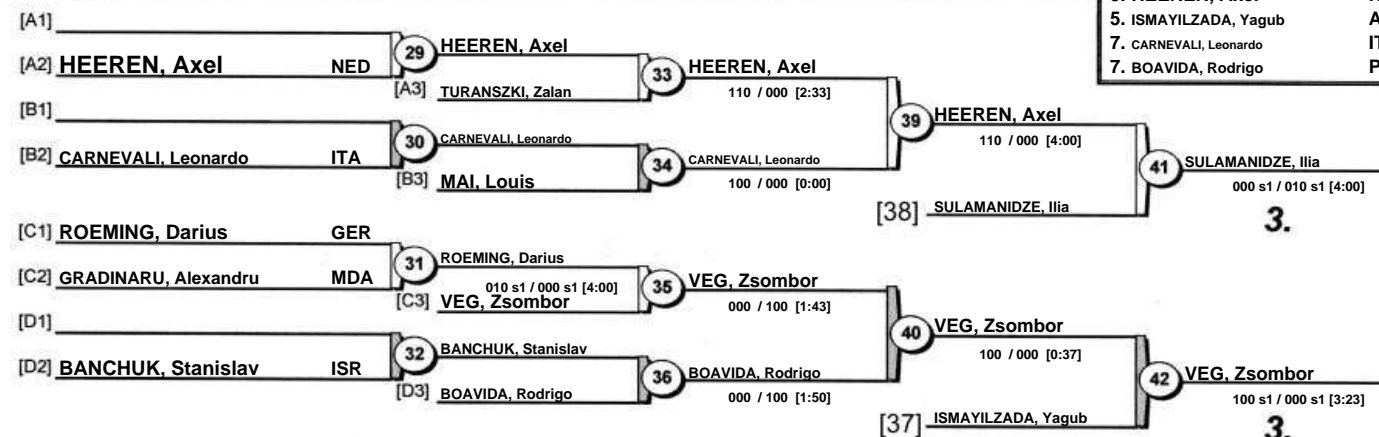 5. ISMAYILZADA, Yagub A
7. CARNEVALI, Leonardo
7. BOAVIDA, Rodrigo P
[A1]
[A2] HEEREN, Axel NED
29 HEEREN, Axel
[A3] TURANSZKI, Zalan
33 HEEREN, Axel
110 / 000 [2:33]
[B1]
[B2] CARNEVALI, Leonardo ITA
30 CARNEVALI, Leonardo
[B3] MAI, Louis
34 CARNEVALI, Leonardo
100 / 000 [0:00]
39 HEEREN, Axel
110 / 000 [4:00]
[38] SULAMANIDZE, Ilia
41 SULAMANIDZE, Ilia
000 s1 / 010 s1 [4:00]
3.
[C1] ROEMING, Darius GER
[C2] GRADINARU, Alexandru MDA
31 ROEMING, Darius
010 s1 / 000 s1 [4:00]
[C3] VEG, Zsombor
35 VEG, Zsombor
000 / 100 [1:43]
[D1]
[D2] BANCHUK, Stanislav ISR
32 BANCHUK, Stanislav
[D3] BOAVIDA, Rodrigo
36 BOAVIDA, Rodrigo
000 / 100 [1:50]
40 VEG, Zsombor
100 / 000 [0:37]
[37] ISMAYILZADA, Yagub
42 VEG, Zsombor
100 s1 / 000 s1 [3:23]
3.